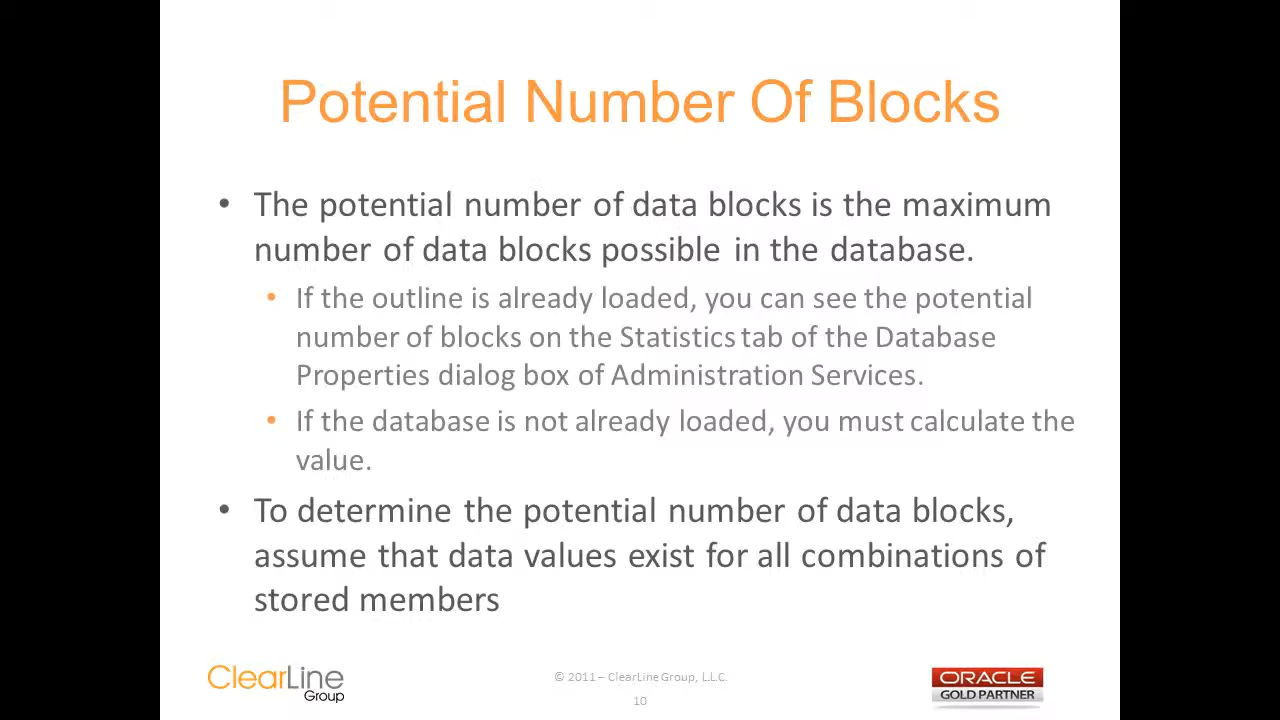 Potential Number Of Blocks
• The potential number of data blocks is the maximum
number of data blocks possible in the database.
• If the outline is already loaded, you can see the potential
number of blocks on the Statistics tab of the Database
Properties dialog box of Administration Services.
• If the database is not already loaded, you must calculate the
value.
• To determine the potential number of data blocks,
assume that data values exist for all combinations of
stored members
ClearLine
Group
© 2011 – ClearLine Group, L.L.C.
10
ORACLE
GOLD PARTNER